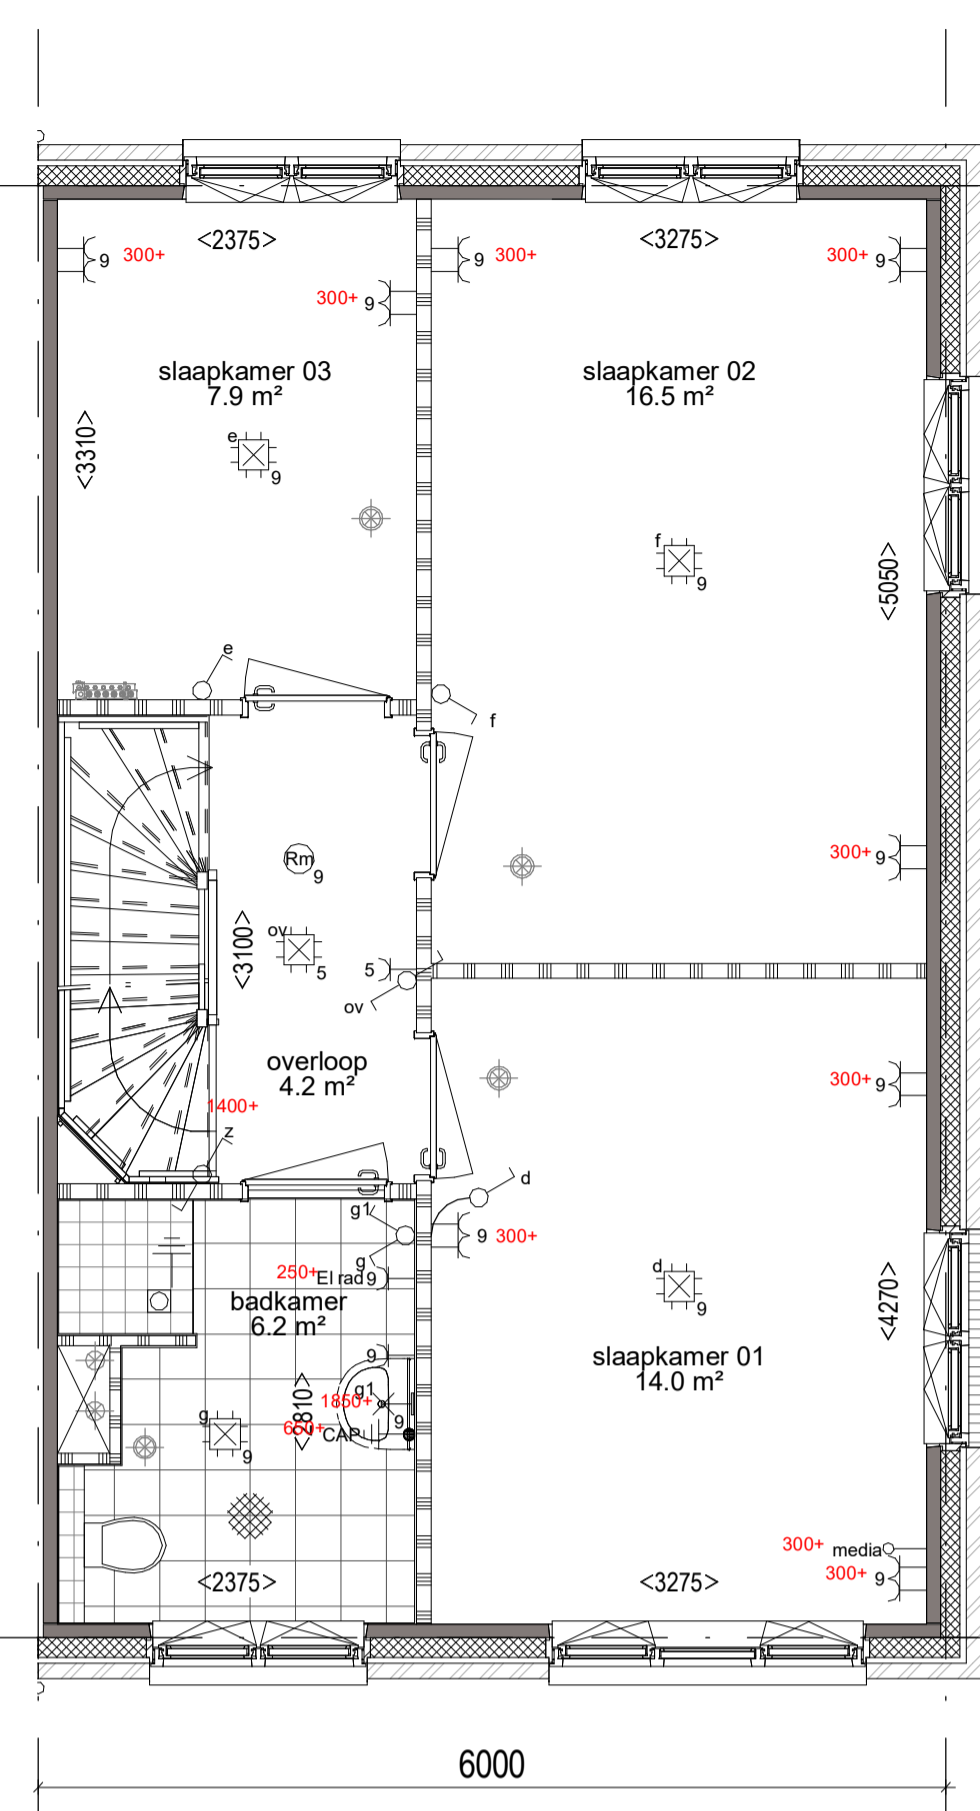 <2375>
<3275>
9 300+
9 300+
300+ 9
300+ 9
slaapkamer 03
7.9 m²
slaapkamer 02
16.5 m²
<3310>
e
9
f
9
<5050>
e
f
Rm
9
300+ 9
ov
5
<3100>
5
ov
overloop
4.2 m²
300+ 9
1400+
z
d
g1
9 300+
g
250+ El rad 9
badkamer
6.2 m²
d
9
<4270>
9
slaapkamer 01
14.0 m²
g1
1850+
9
<2810>
650+ CAP
g
9
300+ media
300+ 9
<2375>
<3275>
6000